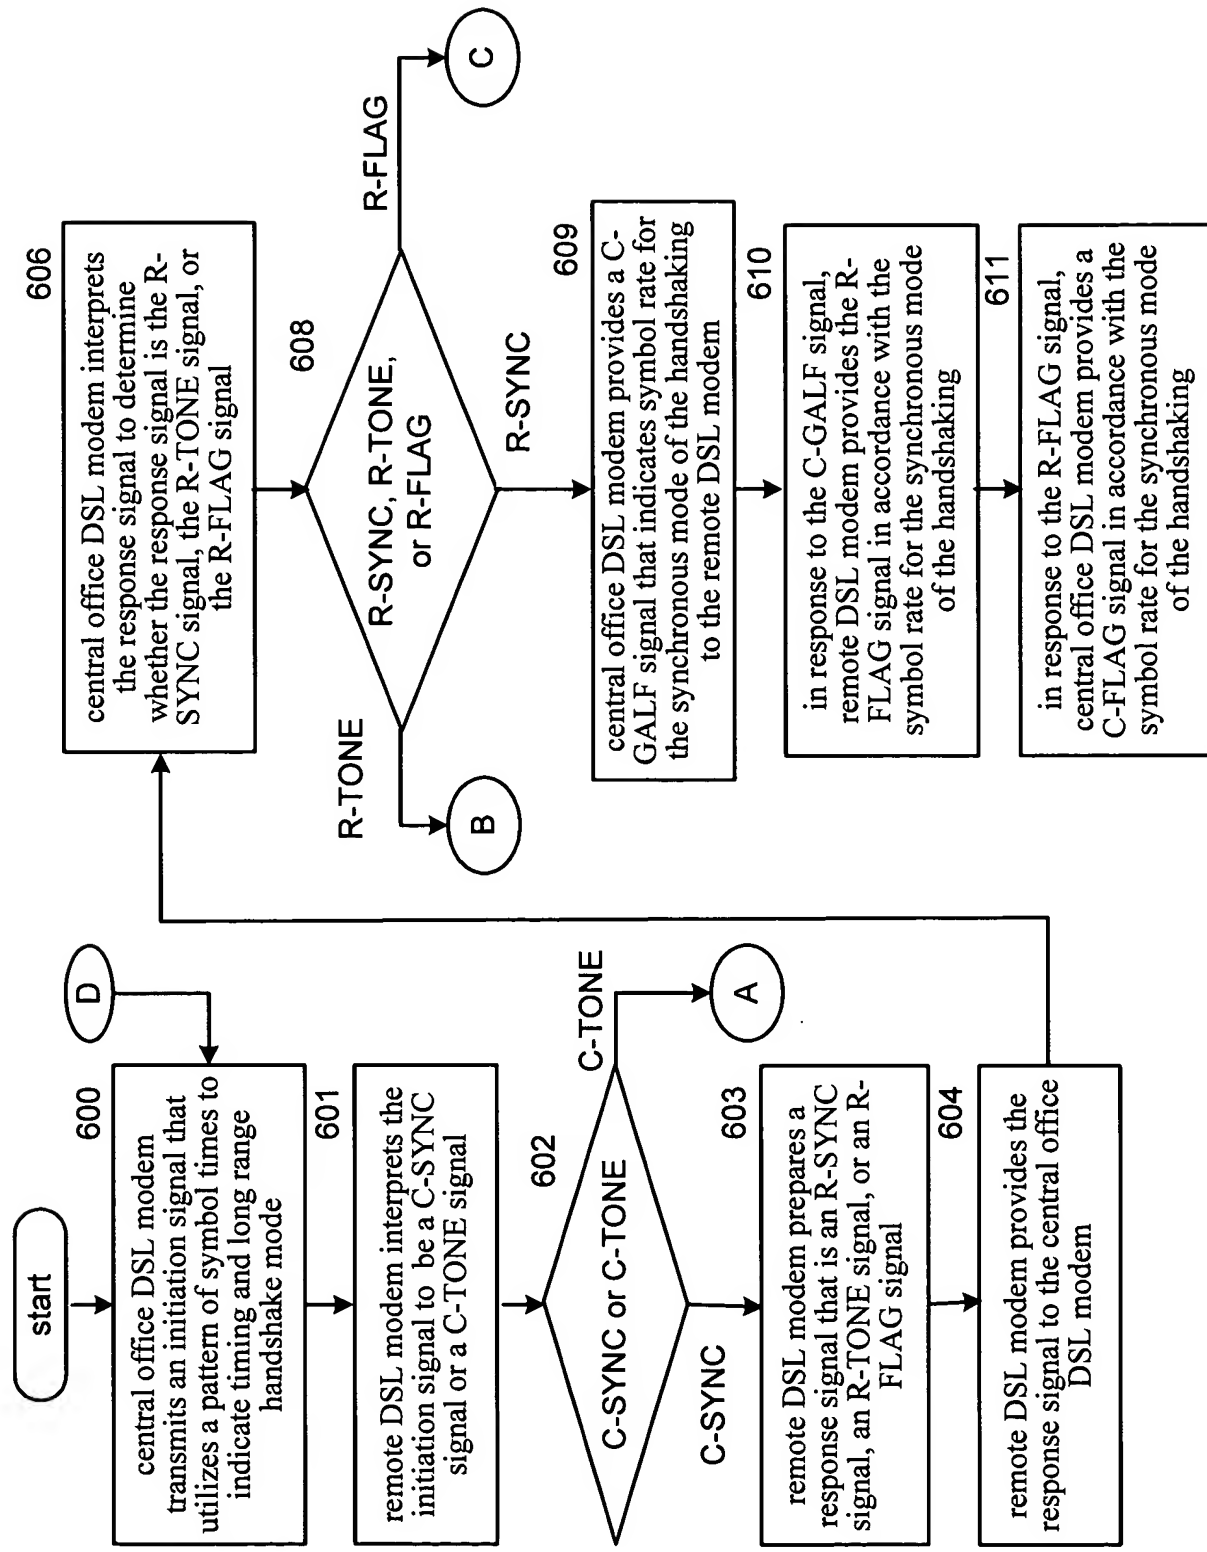 start
D
600
central office DSL modem
transmits an initiation signal that
utilizes a pattern of symbol times to
indicate timing and long range
handshake mode
601
remote DSL modem interprets the
initiation signal to be a C-SYNC
signal or a C-TONE signal
602
C-SYNC or C-TONE
C-TONE
A
C-SYNC
603
remote DSL modem prepares a
response signal that is an R-SYNC
signal, an R-TONE signal, or an R-
FLAG signal
604
remote DSL modem provides the
response signal to the central office
DSL modem
606
central office DSL modem interprets
the response signal to determine
whether the response signal is the R-
SYNC signal, the R-TONE signal, or
the R-FLAG signal
608
R-SYNC, R-TONE,
or R-FLAG
R-TONE
B
R-FLAG
C
R-SYNC
609
central office DSL modem provides a C-
GALF signal that indicates symbol rate for
the synchronous mode of the handshaking
to the remote DSL modem
610
in response to the C-GALF signal,
remote DSL modem provides the R-
FLAG signal in accordance with the
symbol rate for the synchronous mode
of the handshaking
611
in response to the R-FLAG signal,
central office DSL modem provides a
C-FLAG signal in accordance with the
symbol rate for the synchronous mode
of the handshaking